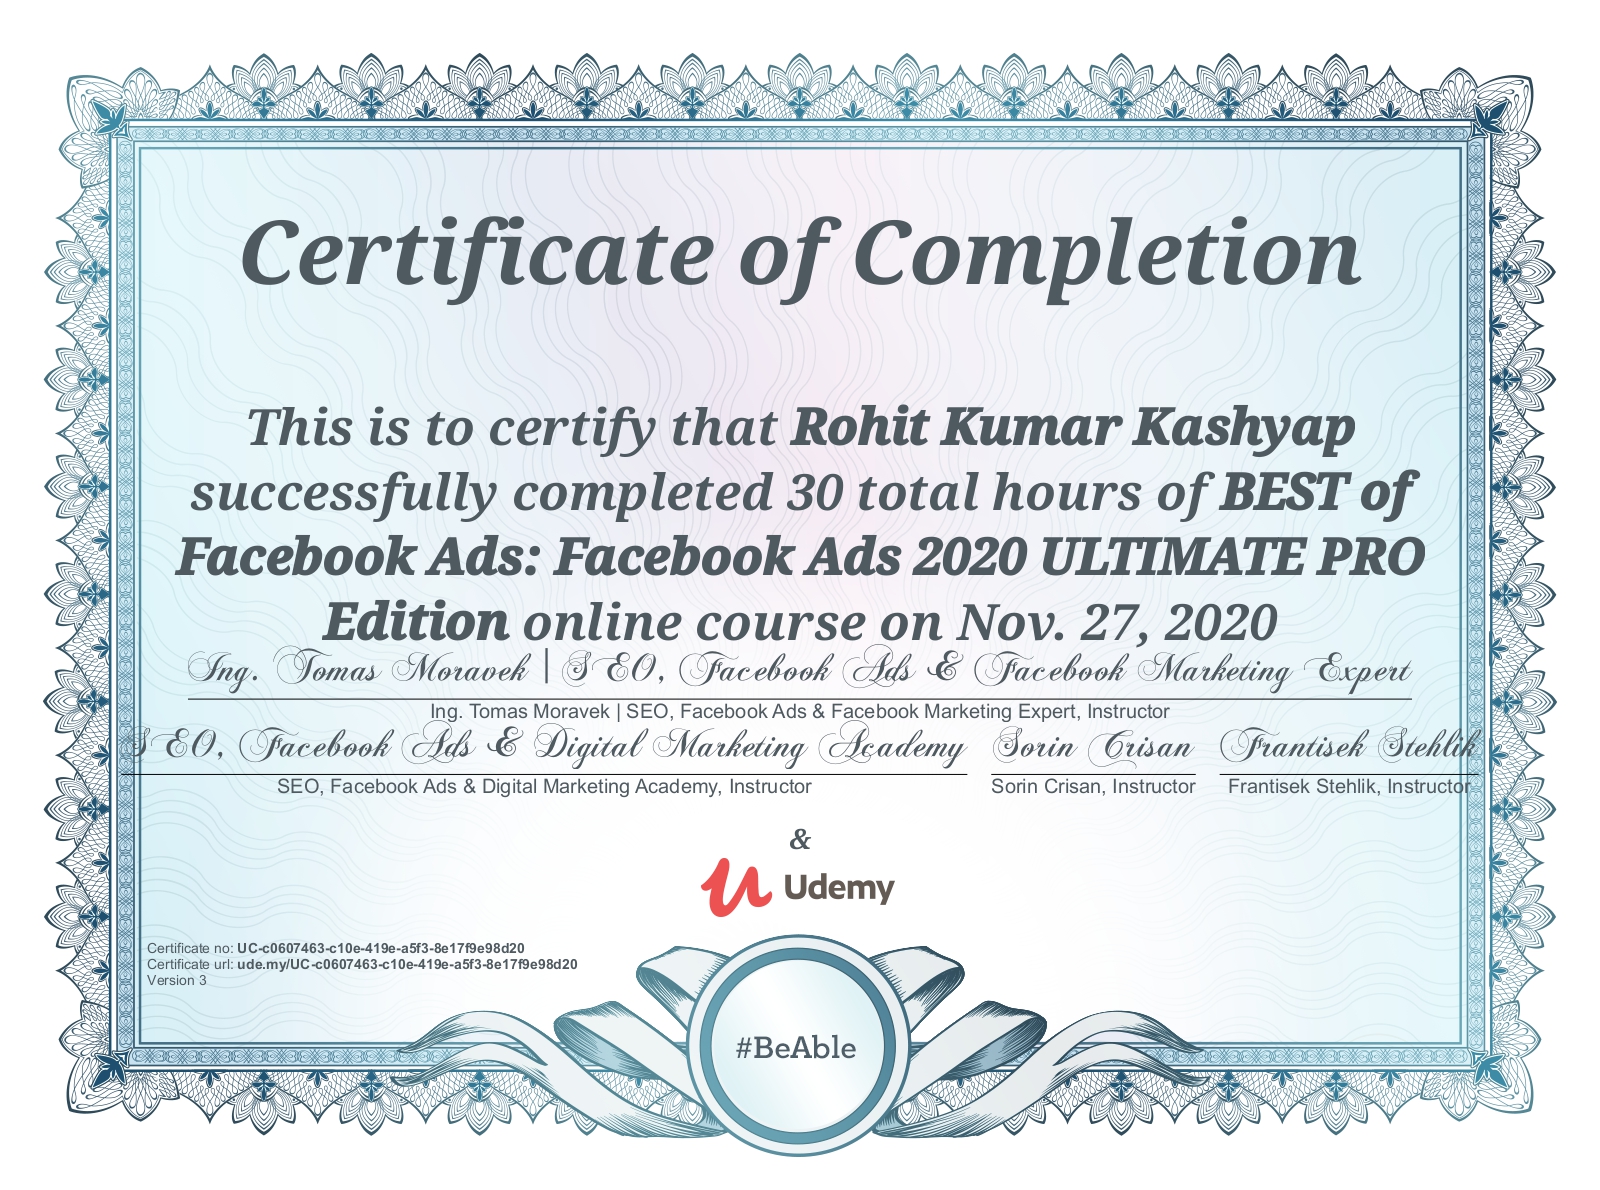 Certificate of Completion
This is to certify that Rohit Kumar Kashyap
successfully completed 30 total hours of BEST of
Facebook Ads: Facebook Ads 2020 ULTIMATE PRO
Edition online course on Nov. 27, 2020
Ing. Tomas Moravek | SEO, Facebook Ads & Facebook Marketing Expert
Ing. Tomas Moravek | SEO, Facebook Ads & Facebook Marketing Expert, Instructor
SEO, Facebook Ads & Digital Marketing Academy Sorin Crisan Frantisek Stehlik
SEO, Facebook Ads & Digital Marketing Academy, Instructor Sorin Crisan, Instructor Frantisek Stehlik, Instructor
&
Udemy
Certificate no: UC-c0607463-c10e-419e-a5f3-8e17f9e98d20
Certificate url: ude.my/UC-c0607463-c10e-419e-a5f3-8e17f9e98d20
Version 3
#BeAble